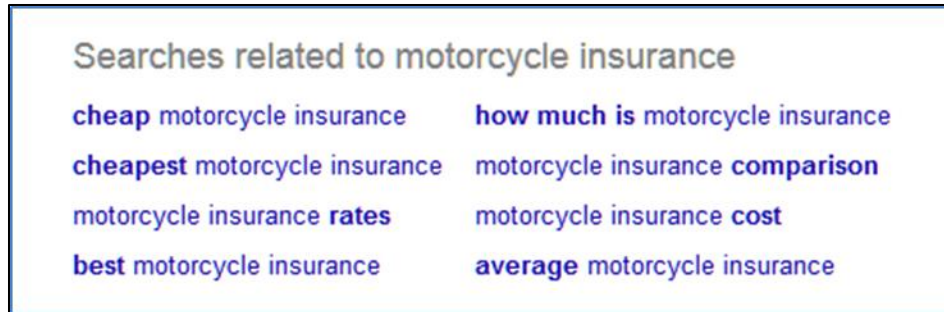 Searches related to motorcycle insurance
cheap motorcycle insurance
cheapest motorcycle insurance
motorcycle insurance rates
best motorcycle insurance
how much is motorcycle insurance
motorcycle insurance comparison
motorcycle insurance cost
average motorcycle insurance